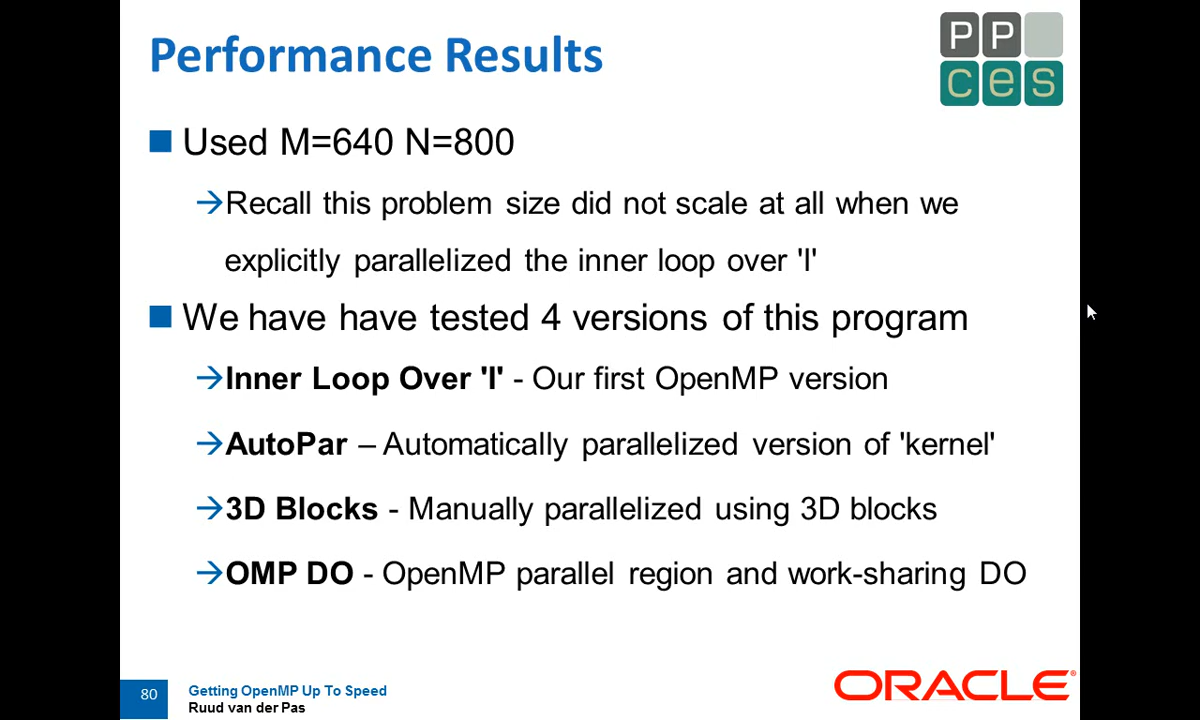 Performance Results
PP
ces
Used M=640 N=800
→Recall this problem size did not scale at all when we
explicitly parallelized the inner loop over 'I'
We have have tested 4 versions of this program
→Inner Loop Over 'I' - Our first OpenMP version
→AutoPar – Automatically parallelized version of 'kernel'
→3D Blocks - Manually parallelized using 3D blocks
→OMP DO - OpenMP parallel region and work-sharing DO
80
Getting OpenMP Up To Speed
Ruud van der Pas
ORACLE®